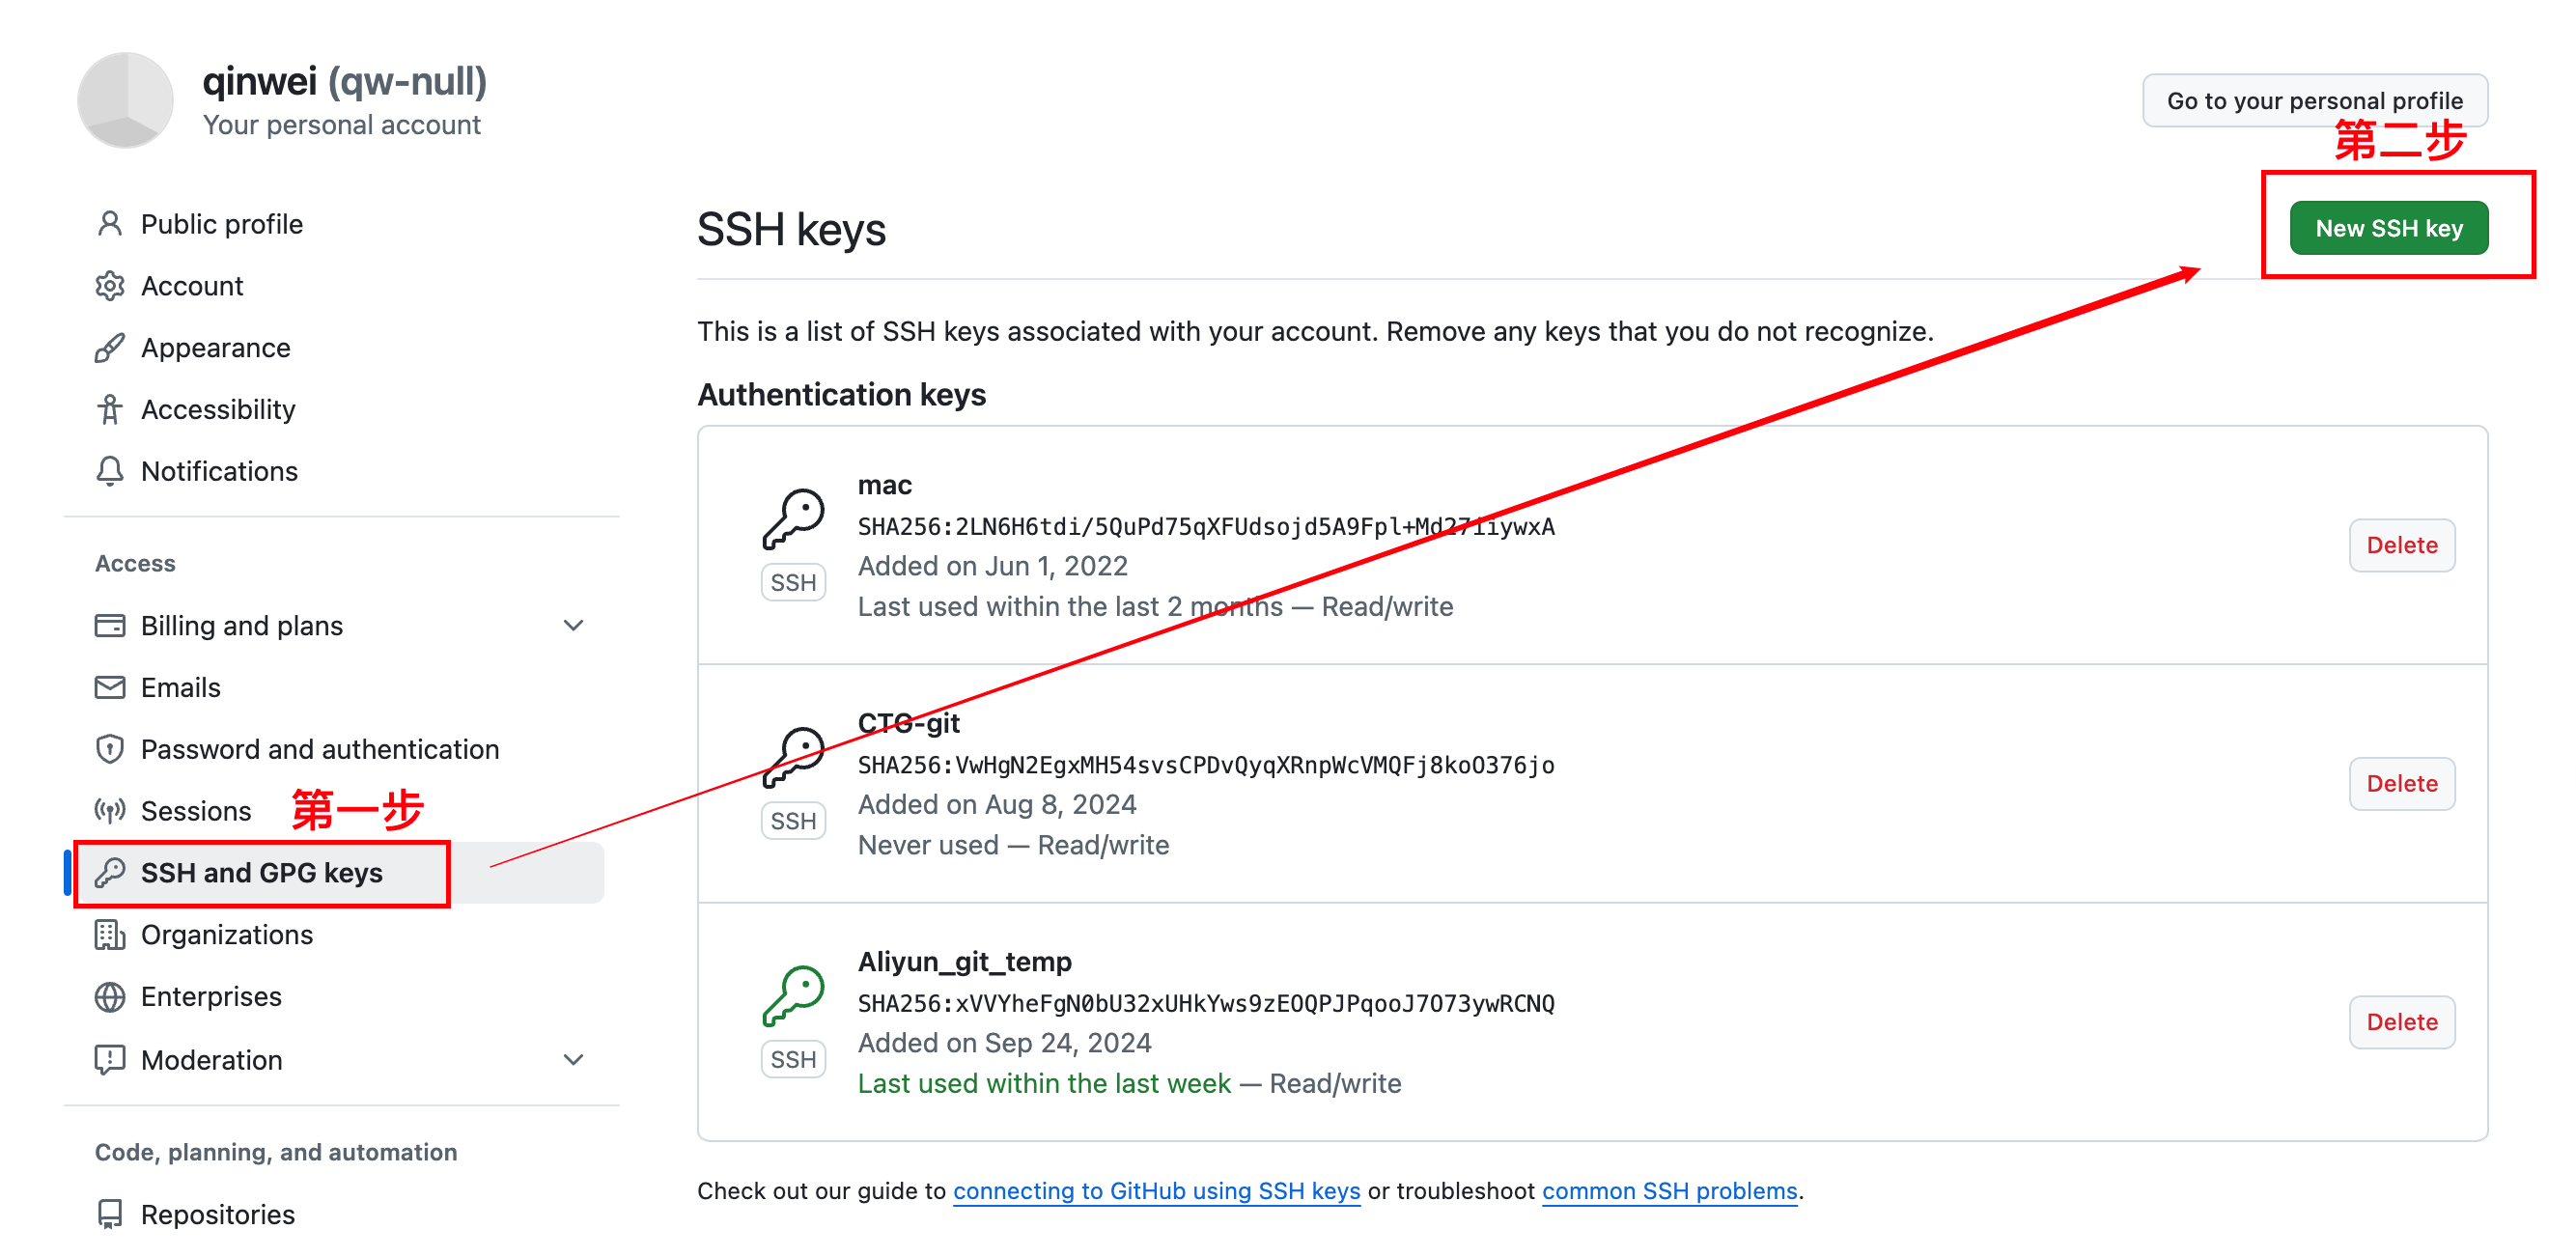 qinwei (qw-null)
Your personal account
Go to your personal profile
第二步
Public profile
Account
Appearance
Accessibility
Notifications
Access
Billing and plans
Emails
Password and authentication
Sessions
第一步
SSH and GPG keys
Organizations
Enterprises
Moderation
Code, planning, and automation
Repositories
SSH keys
New SSH key
This is a list of SSH keys associated with your account. Remove any keys that you do not recognize.
Authentication keys
mac
SHA256:2LN6H6tdi/5QuPd75qXFUdsojd5A9Fpl+Md271iywxA
Added on Jun 1, 2022
Last used within the last 2 months — Read/write
SSH
Delete
CTG-git
SHA256:VwHgN2EgxMH54svsCPDvQyqXRnpWcVMQFj8koO376jo
Added on Aug 8, 2024
Never used — Read/write
SSH
Delete
Aliyun_git_temp
SHA256:xVVYheFgN0bU32xUHkYws9zEOQPJPqooJ7O73ywRCNQ
Added on Sep 24, 2024
Last used within the last week — Read/write
SSH
Delete
Check out our guide to connecting to GitHub using SSH keys or troubleshoot common SSH problems.